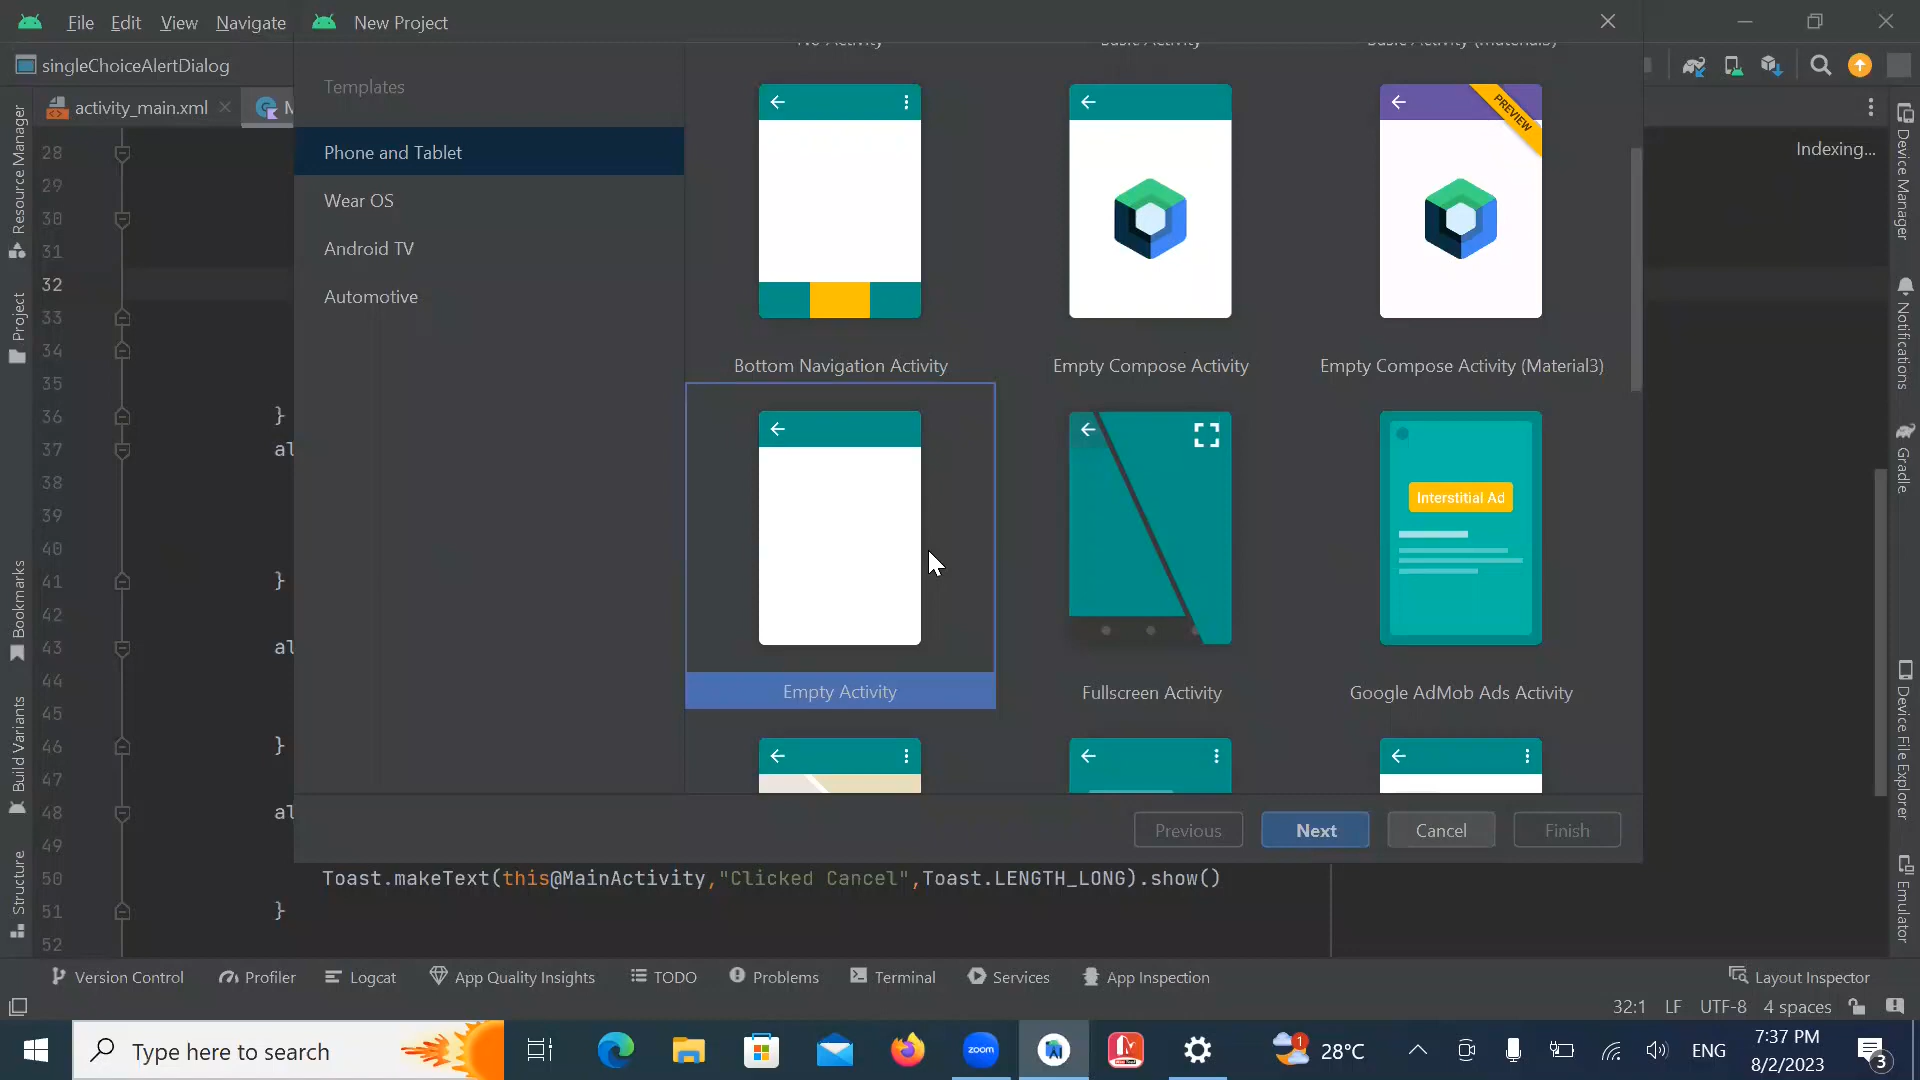 File Edit View Navigate
New Project
singleChoiceAlertDialog
activity_main.xml
M
Indexing...
Templates
Phone and Tablet
Wear OS
Android TV
Automotive
PREVIEW
Bottom Navigation Activity
Empty Compose Activity
Empty Compose Activity (Material3)
Interstitial Ad
Empty Activity
Fullscreen Activity
Google AdMob Ads Activity
Previous
Next
Cancel
Finish
28
29
30
31
32
33
34
35
36 }
37 al
38
39
40
41 }
42
43 al
44
45
46 }
47
48 al
49
50 Toast.makeText(this@MainActivity,"Clicked Cancel",Toast.LENGTH_LONG).show()
51 }
52
Resource Manager
Project
Bookmarks
Build Variants
Structure
Device Manager
Notifications
Gradle
Device File Explorer
Emulator
Version Control Profiler Logcat App Quality Insights TODO Problems Terminal Services App Inspection Layout Inspector
32:1 LF UTF-8 4 spaces
Type here to search
zoom
1
28°C
ENG
7:37 PM
8/2/2023
3